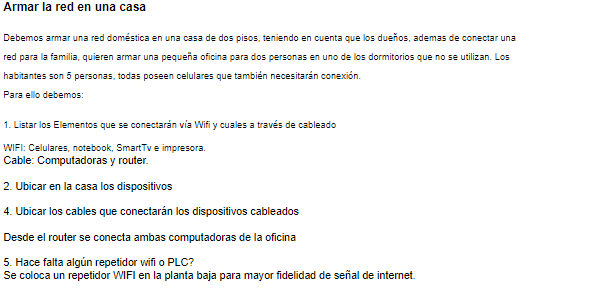 Armar la red en una casa
Debemos armar una red doméstica en una casa de dos pisos, teniendo en cuenta que los dueños, ademas de conectar una
red para la familia, quieren armar una pequeña oficina para dos personas en uno de los dormitorios que no se utilizan. Los
habitantes son 5 personas, todas poseen celulares que también necesitarán conexión.
Para ello debemos:
1. Listar los Elementos que se conectarán vía Wifi y cuales a través de cableado
WIFI: Celulares, notebook, SmartTv e impresora.
Cable: Computadoras y router.
2. Ubicar en la casa los dispositivos
4. Ubicar los cables que conectarán los dispositivos cableados
Desde el router se conecta ambas computadoras de la oficina
5. Hace falta algún repetidor wifi o PLC?
Se coloca un repetidor WIFI en la planta baja para mayor fidelidad de señal de internet.